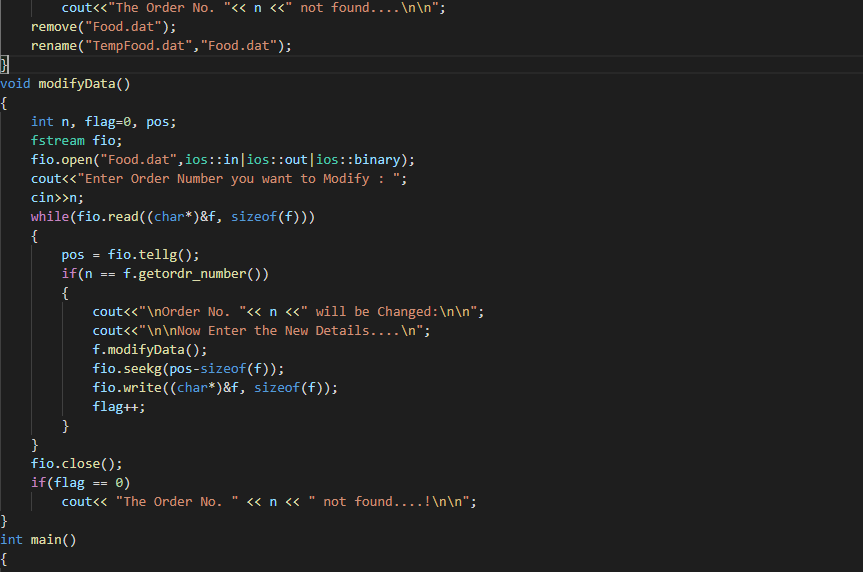 cout<<"The Order No. "<< n <<" not found....\n\n";
remove("Food.dat");
rename("TempFood.dat","Food.dat");
}
void modifyData()
{
int n, flag=0, pos;
fstream fio;
fio.open("Food.dat",ios::in|ios::out|ios::binary);
cout<<"Enter Order Number you want to Modify : ";
cin>>n;
while(fio.read((char*)&f, sizeof(f)))
{
pos = fio.tellg();
if(n == f.getordr_number())
{
cout<<"\nOrder No. "<< n <<" will be Changed:\n\n";
cout<<"\n\nNow Enter the New Details....\n";
f.modifyData();
fio.seekg(pos-sizeof(f));
fio.write((char*)&f, sizeof(f));
flag++;
}
}
fio.close();
if(flag == 0)
cout<< "The Order No. " << n << " not found....!\n\n";
}
int main()
{